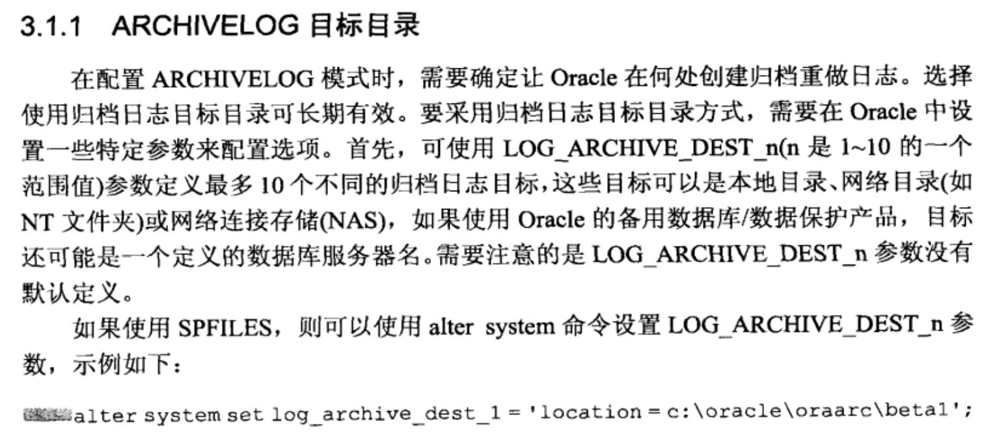 3.1.1 ARCHIVELOG 目标目录
在配置 ARCHIVELOG 模式时，需要确定让 Oracle 在何处创建归档重做日志。选择
使用归档日志目标目录可长期有效。要采用归档日志目标目录方式，需要在 Oracle 中设
置一些特定参数来配置选项。首先，可使用 LOG_ARCHIVE_DEST_n(n 是 1~10 的一个
范围值)参数定义最多 10 个不同的归档日志目标，这些目标可以是本地目录、网络目录(如
NT 文件夹)或网络连接存储(NAS)，如果使用 Oracle 的备用数据库/数据保护产品，目标
还可能是一个定义的数据库服务器名。需要注意的是 LOG_ARCHIVE_DEST_n 参数没有
默认定义。
如果使用 SPFILES，则可以使用 alter system 命令设置 LOG_ARCHIVE_DEST_n 参
数，示例如下：
alter system set log_archive_dest_1 = 'location = c:\oracle\oraarc\beta1';